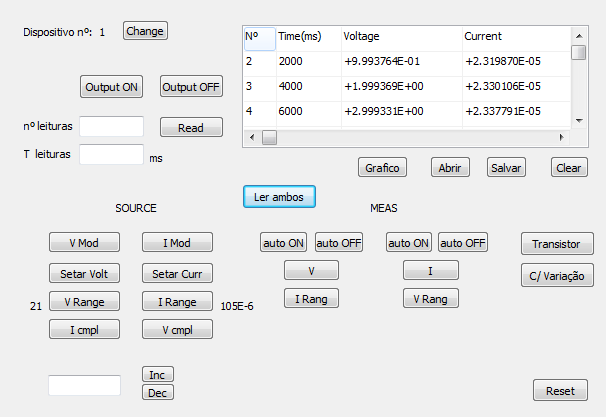 Dispositivo nº: 1 Change
Nº Time(ms) Voltage Current
2 2000 +9.993764E-01 +2.319870E-05
3 4000 +1.999369E+00 +2.330106E-05
4 6000 +2.999331E+00 +2.337791E-05
Output ON Output OFF
nº leituras Read
T leituras ms
Grafico Abrir Salvar Clear
Ler ambos
SOURCE MEAS
V Mod I Mod auto ON auto OFF auto ON auto OFF Transistor
Setar Volt Setar Curr V I C/ Variação
21 V Range I Range 105E-6 I Rang V Rang
I cmpl V cmpl
Inc
Dec
Reset